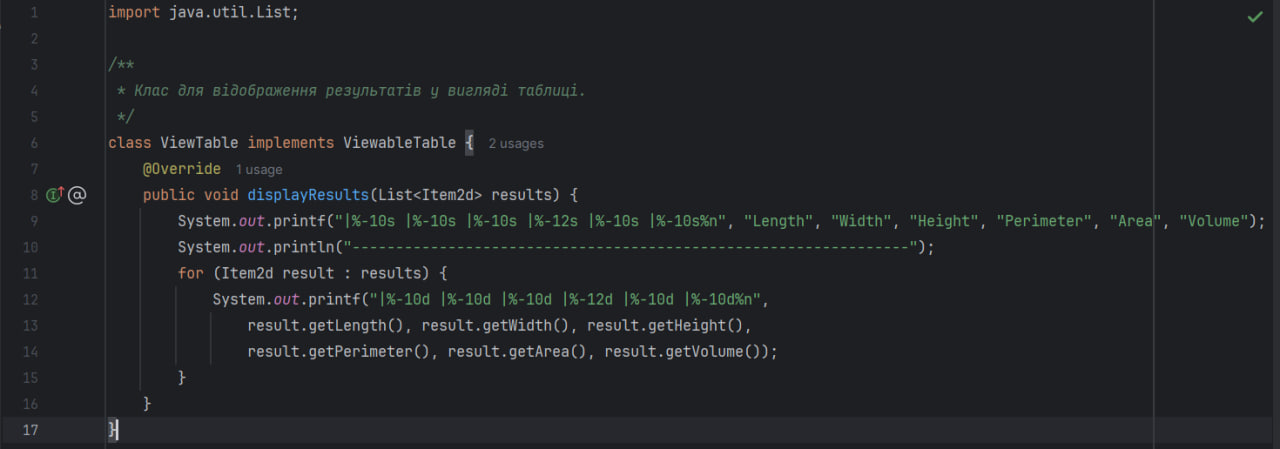 1 import java.util.List;
2
3 /**
4 * Клас для відображення результатів у вигляді таблиці.
5 */
6 class ViewTable implements ViewableTable { 2 usages
7 @Override 1 usage
8 public void displayResults(List<Item2d> results) {
9 System.out.printf("|%-10s |%-10s |%-10s |%-12s |%-10s |%-10s%n", "Length", "Width", "Height", "Perimeter", "Area", "Volume");
10 System.out.println("----------------------------------------------------------------");
11 for (Item2d result : results) {
12 System.out.printf("|%-10d |%-10d |%-10d |%-12d |%-10d |%-10d%n",
13 result.getLength(), result.getWidth(), result.getHeight(),
14 result.getPerimeter(), result.getArea(), result.getVolume());
15 }
16 }
17 }